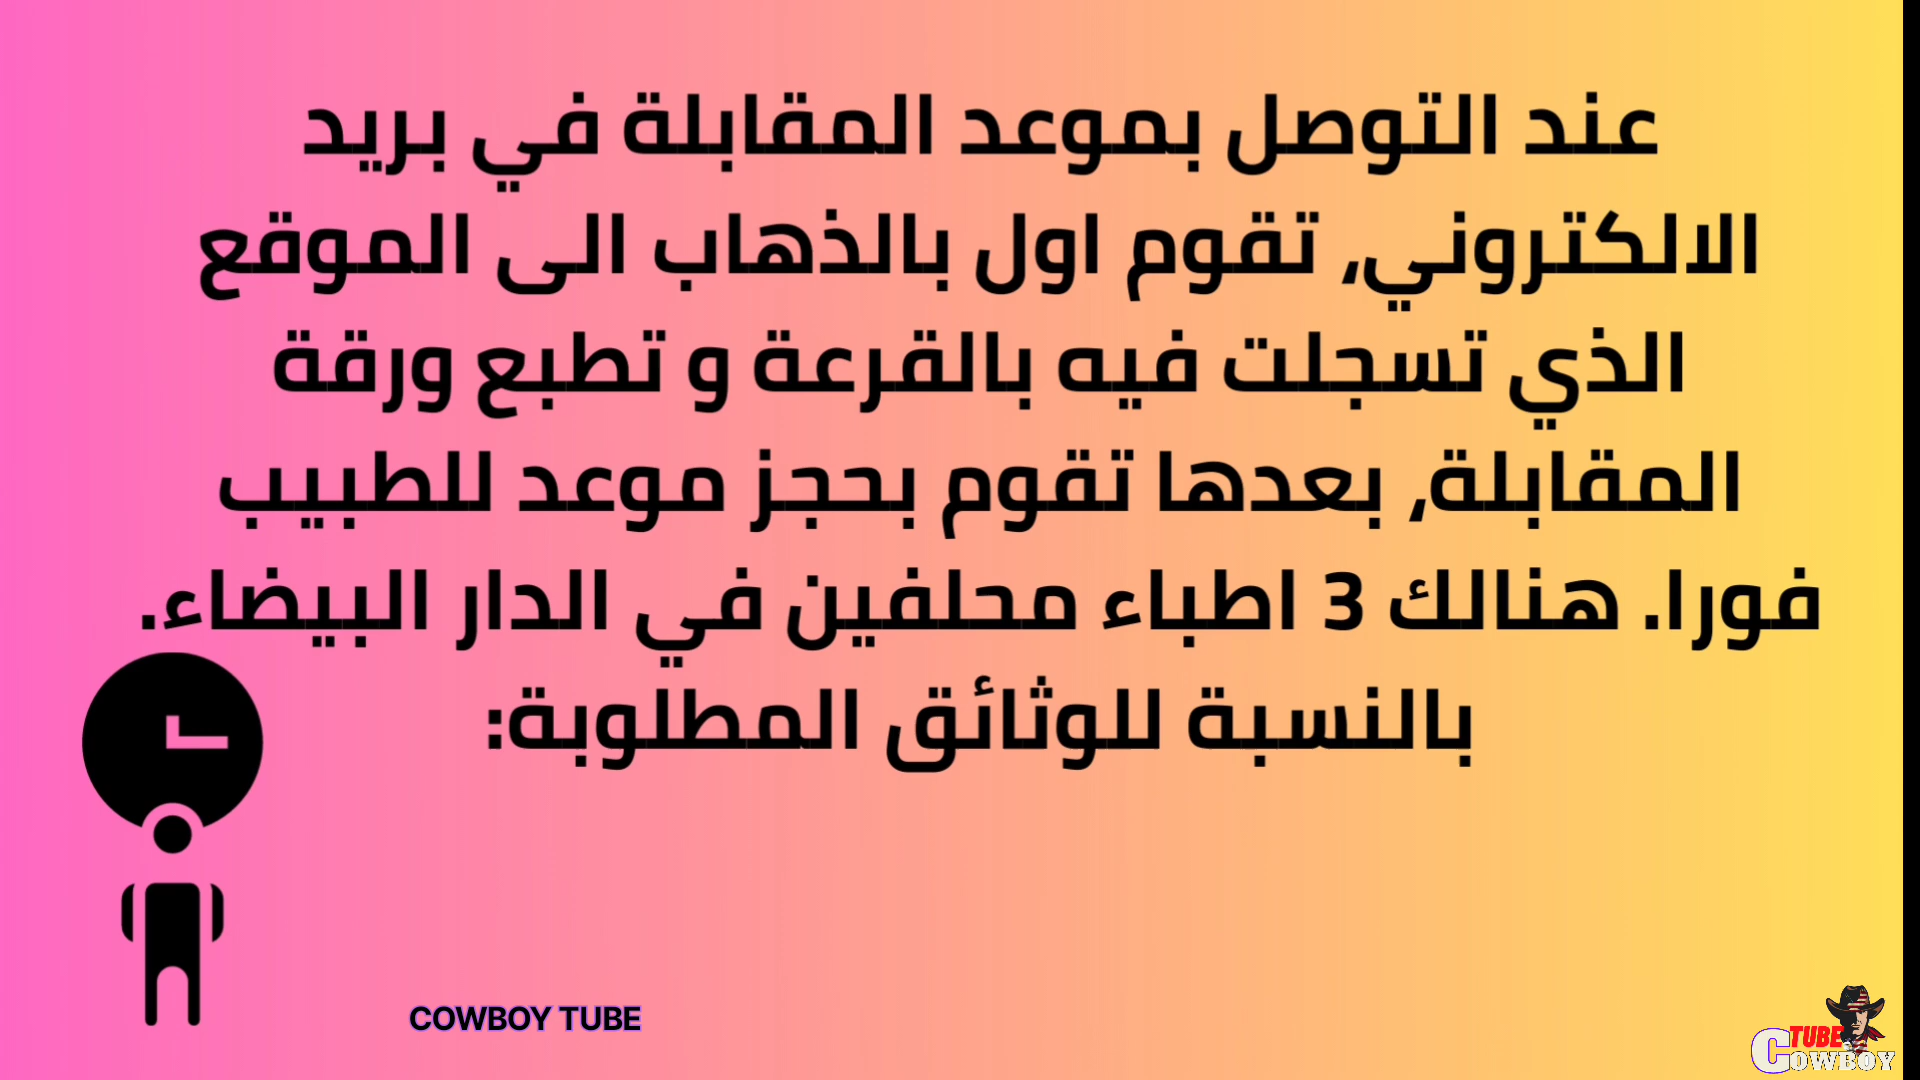 عند التوصل بموعد المقابلة في بريد
الالكتروني، تقوم اول بالذهاب الى الموقع
الذي تسجلت فيه بالقرعة و تطبع ورقة
المقابلة، بعدها تقوم بحجز موعد للطبيب
فورا. هنالك 3 اطباء محلفين في الدار البيضاء.
بالنسبة للوثائق المطلوبة:
COWBOY TUBE
TUBE
COWBOY